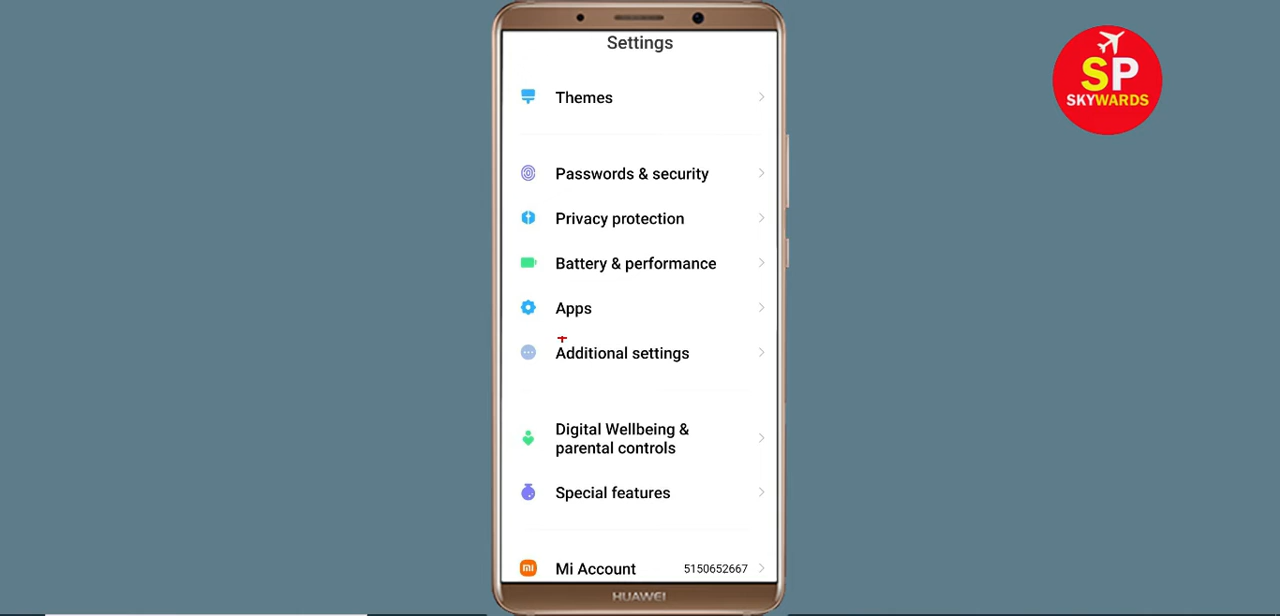 Settings
SP
SKYWARDS
Themes
Passwords & security
Privacy protection
Battery & performance
Apps
Additional settings
Digital Wellbeing &
parental controls
Special features
Mi Account 5150652667
HUAWEI